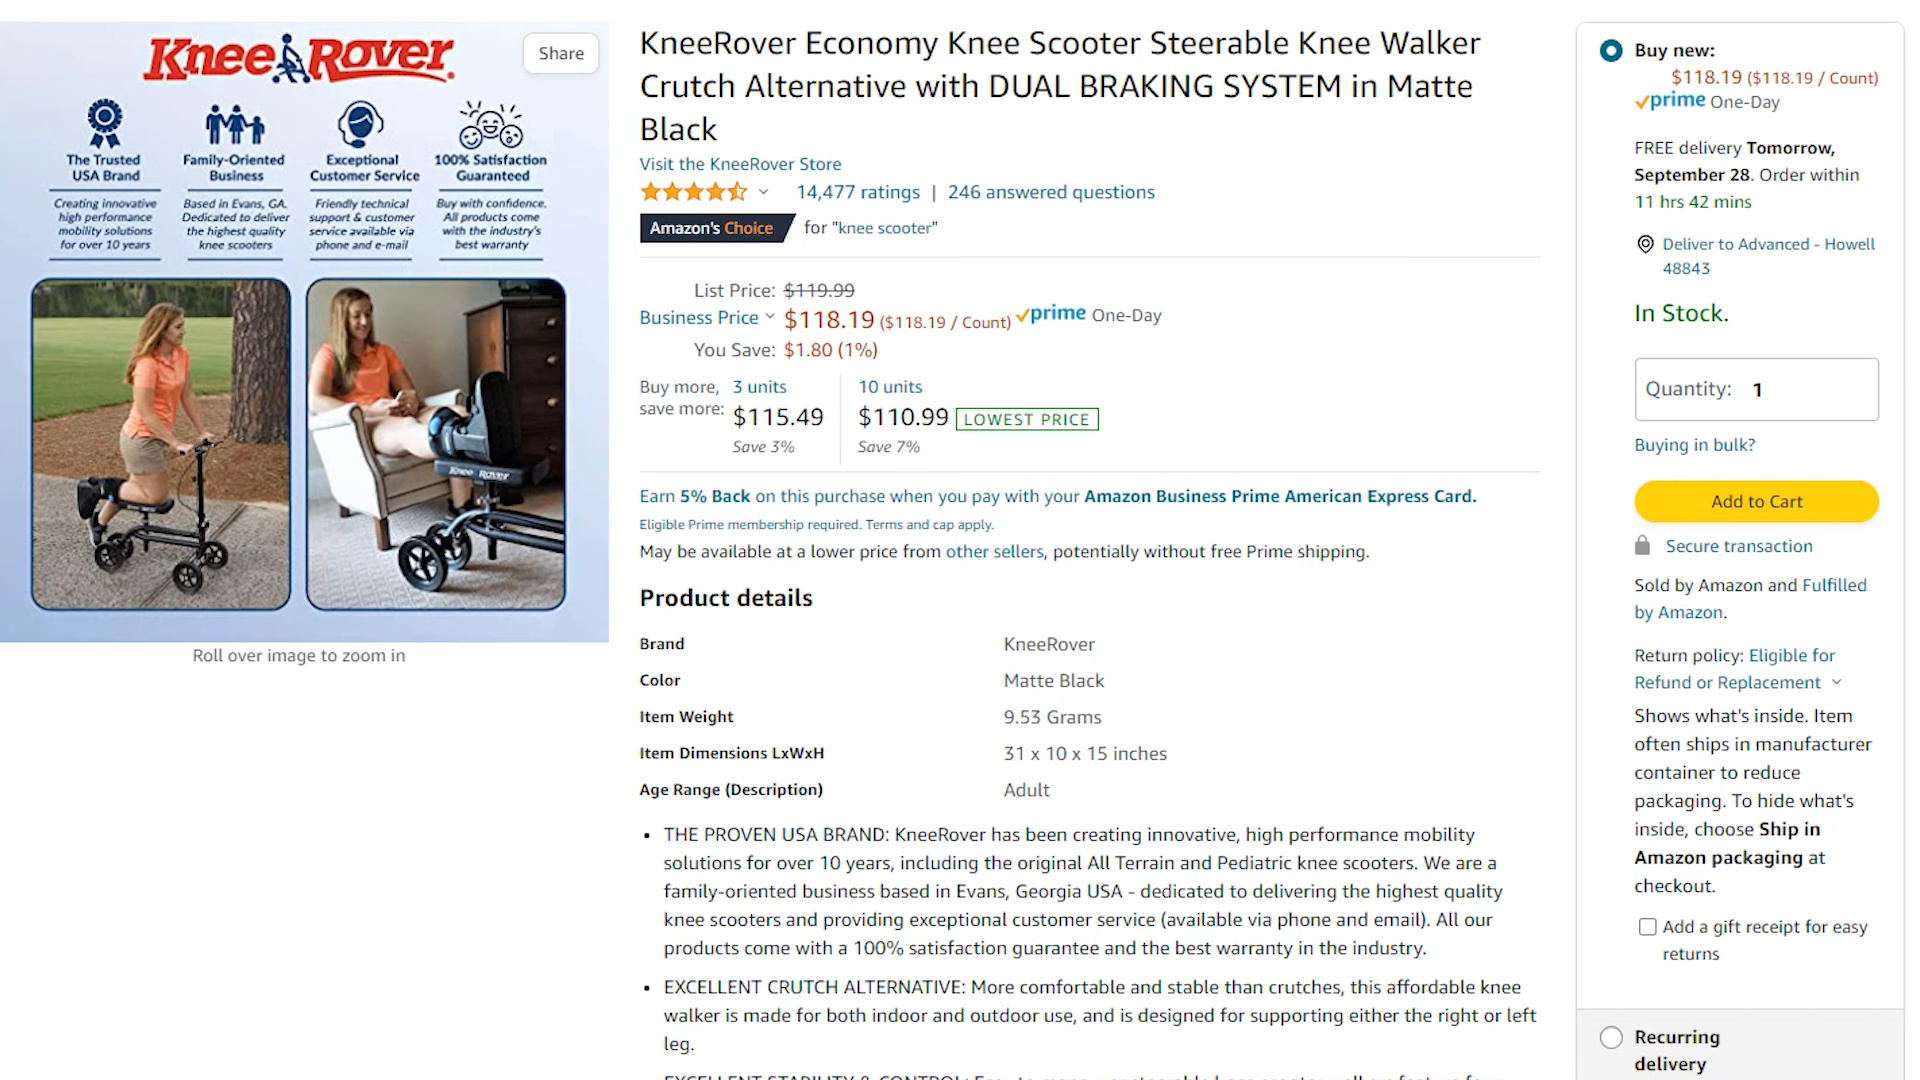 Knee Rover
Share
The Trusted
USA Brand
Creating innovative
high performance
mobility solutions
for over 10 years
Family-Oriented
Business
Based in Evans, GA.
Dedicated to deliver
the highest quality
knee scooters
Exceptional
Customer Service
Friendly technical
support & customer
service available via
phone and e-mail
100% Satisfaction
Guaranteed
Buy with confidence.
All products come
with the industry's
best warranty
Knee Rover
Roll over image to zoom in
KneeRover Economy Knee Scooter Steerable Knee Walker
Crutch Alternative with DUAL BRAKING SYSTEM in Matte
Black
Visit the KneeRover Store
14,477 ratings | 246 answered questions
Amazon's Choice for "knee scooter"
List Price: $119.99
Business Price $118.19 ($118.19 / Count) prime One-Day
You Save: $1.80 (1%)
Buy more,
save more:
3 units
$115.49
Save 3%
10 units
$110.99 LOWEST PRICE
Save 7%
Earn 5% Back on this purchase when you pay with your Amazon Business Prime American Express Card.
Eligible Prime membership required. Terms and cap apply.
May be available at a lower price from other sellers, potentially without free Prime shipping.
Product details
Brand KneeRover
Color Matte Black
Item Weight 9.53 Grams
Item Dimensions LxWxH 31 x 10 x 15 inches
Age Range (Description) Adult
• THE PROVEN USA BRAND: KneeRover has been creating innovative, high performance mobility
solutions for over 10 years, including the original All Terrain and Pediatric knee scooters. We are a
family-oriented business based in Evans, Georgia USA - dedicated to delivering the highest quality
knee scooters and providing exceptional customer service (available via phone and email). All our
products come with a 100% satisfaction guarantee and the best warranty in the industry.
• EXCELLENT CRUTCH ALTERNATIVE: More comfortable and stable than crutches, this affordable knee
walker is made for both indoor and outdoor use, and is designed for supporting either the right or left
leg.
Buy new:
$118.19 ($118.19 / Count)
prime One-Day
FREE delivery Tomorrow,
September 28. Order within
11 hrs 42 mins
Deliver to Advanced - Howell
48843
In Stock.
Quantity: 1
Buying in bulk?
Add to Cart
Secure transaction
Sold by Amazon and Fulfilled
by Amazon.
Return policy: Eligible for
Refund or Replacement
Shows what's inside. Item
often ships in manufacturer
container to reduce
packaging. To hide what's
inside, choose Ship in
Amazon packaging at
checkout.
Add a gift receipt for easy
returns
Recurring
delivery